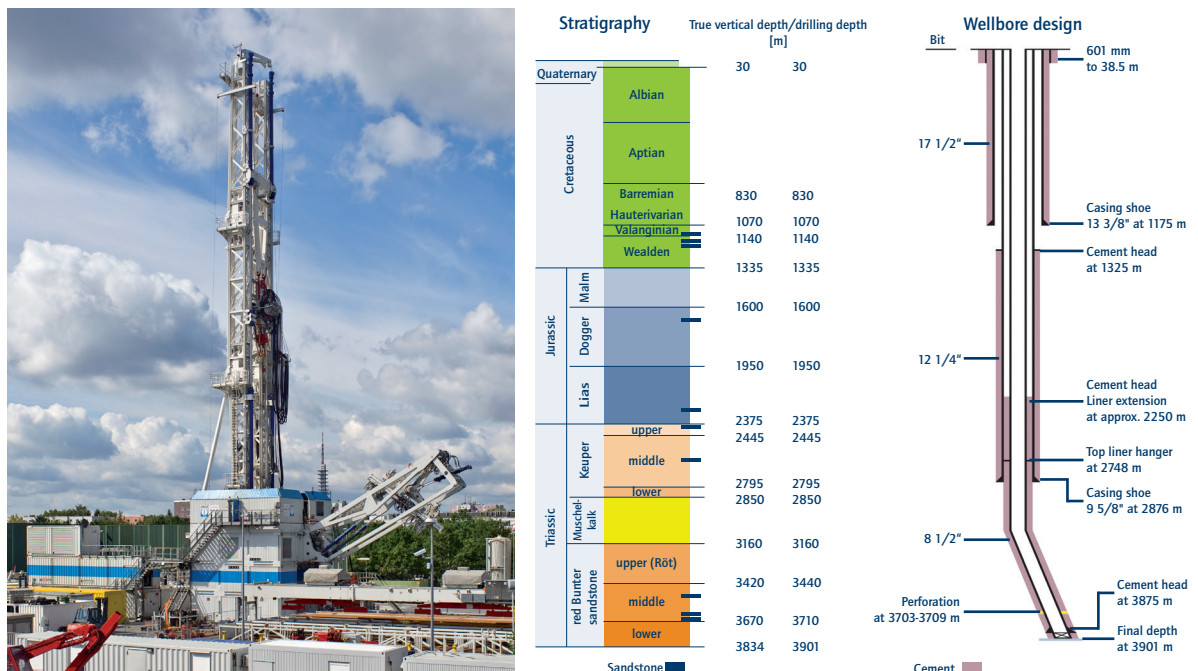 Stratigraphy
True vertical depth/drilling depth
[m]
Wellbore design
Bit
Quaternary
Cretaceous
Jurassic
Triassic
Malm
Dogger
Lias
Keuper
Muschel-
kalk
red Bunter
sandstone
Albian
Aptian
Barremian
Hauterivarian
Valanginian
Wealden
upper
middle
lower
upper (Röt)
middle
lower
30 30
830 830
1070 1070
1140 1140
1335 1335
1600 1600
1950 1950
2375 2375
2445 2445
2795 2795
2850 2850
3160 3160
3420 3440
3670 3710
3834 3901
Sandstone
17 1/2“
12 1/4“
8 1/2“
Perforation
at 3703-3709 m
601 mm
to 38.5 m
Casing shoe
13 3/8" at 1175 m
Cement head
at 1325 m
Cement head
Liner extension
at approx. 2250 m
Top liner hanger
at 2748 m
Casing shoe
9 5/8" at 2876 m
Cement head
at 3875 m
Final depth
at 3901 m
Cement